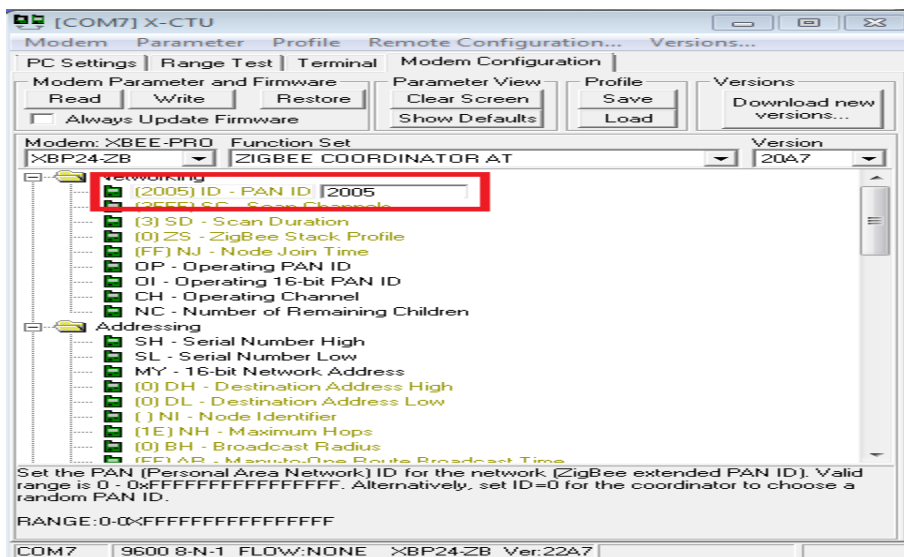 [COM7] X-CTU
Modem Parameter Profile Remote Configuration... Versions...
PC Settings Range Test Terminal Modem Configuration
Modem Parameter and Firmware Parameter View Profile Versions
Read Write Restore Clear Screen Save Download new versions...
Always Update Firmware Show Defaults Load
Modem: XBEE-PRO Function Set Version
XBP24-ZB ZIGBEE COORDINATOR AT 20A7
Networking
(2005) ID - PAN ID 2005
(3FFF) SC - Scan Channels
(3) SD - Scan Duration
(0) ZS - ZigBee Stack Profile
(FF) NJ - Node Join Time
OP - Operating PAN ID
OI - Operating 16-bit PAN ID
CH - Operating Channel
NC - Number of Remaining Children
Addressing
SH - Serial Number High
SL - Serial Number Low
MY - 16-bit Network Address
(0) DH - Destination Address High
(0) DL - Destination Address Low
( ) NI - Node Identifier
(1E) NH - Maximum Hops
(0) BH - Broadcast Radius
(FF) AR - Many-to-One Route Broadcast Time
Set the PAN (Personal Area Network) ID for the network (ZigBee extended PAN ID). Valid
range is 0 - 0xFFFFFFFFFFFFFFFF. Alternatively, set ID=0 for the coordinator to choose a
random PAN ID.
RANGE:0-0XFFFFFFFFFFFFFFFF
COM7 9600 8-N-1 FLOW:NONE XBP24-ZB Ver:22A7